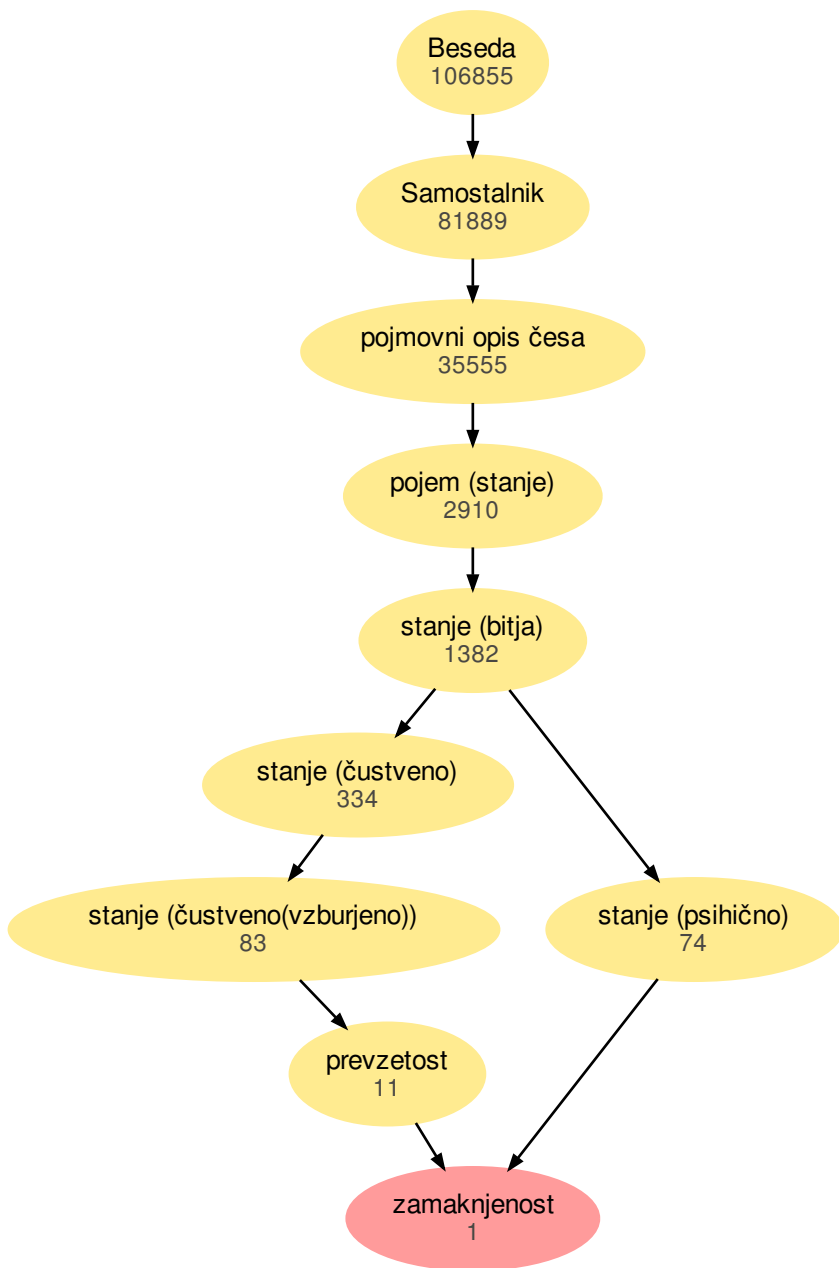 Beseda
106855
Samostalnik
81889
pojmovni opis česa
35555
pojem (stanje)
2910
stanje (bitja)
1382
stanje (čustveno)
334
stanje (čustveno(vzburjeno))
83
stanje (psihično)
74
prevzetost
11
zamaknjenost
1